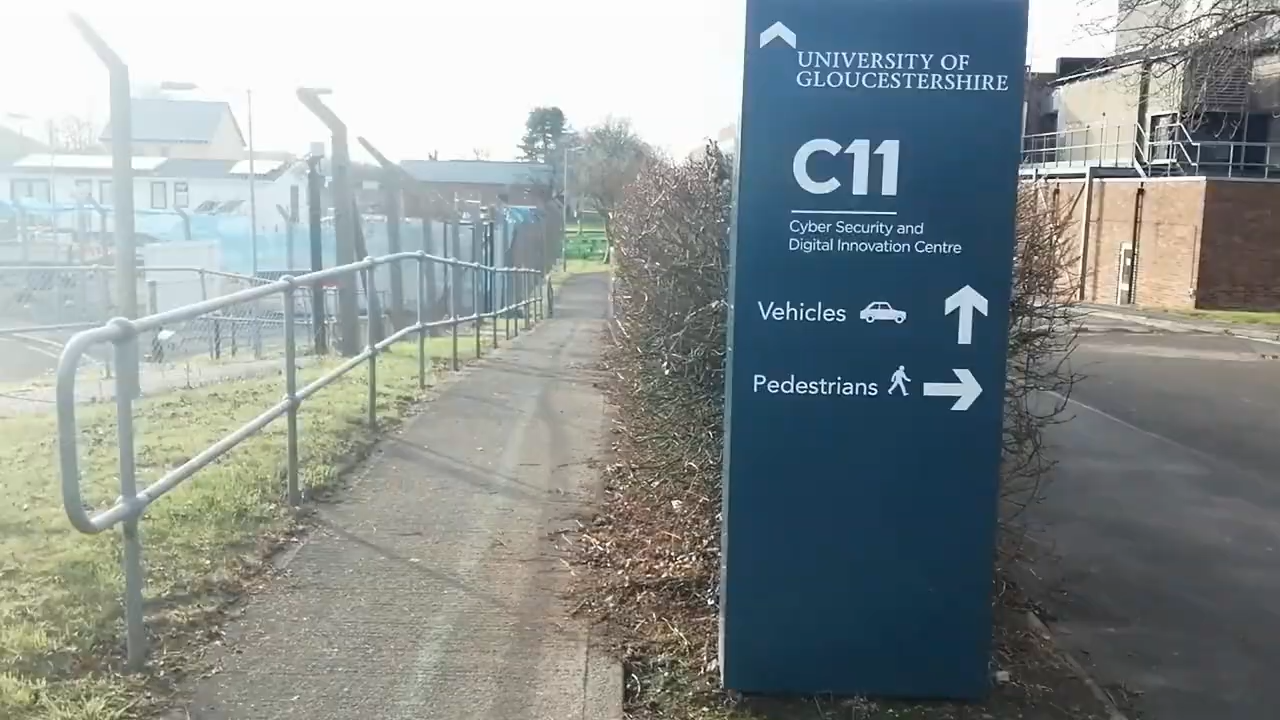 UNIVERSITY OF
GLOUCESTERSHIRE
C11
Cyber Security and
Digital Innovation Centre
Vehicles
Pedestrians